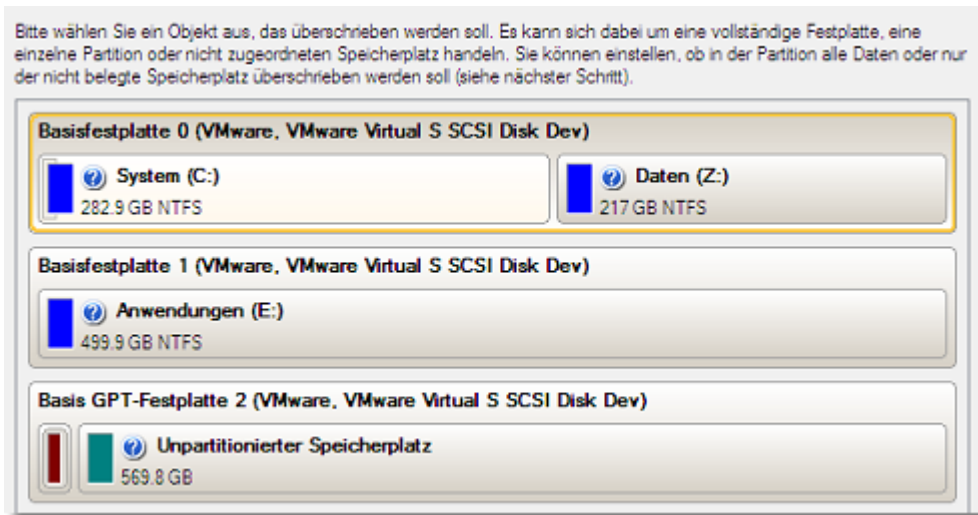 Bitte wählen Sie ein Objekt aus, das überschrieben werden soll. Es kann sich dabei um eine vollständige Festplatte, eine
einzelne Partition oder nicht zugeordneten Speicherplatz handeln. Sie können einstellen, ob in der Partition alle Daten oder nur
der nicht belegte Speicherplatz überschrieben werden soll (siehe nächster Schritt).
Basisfestplatte 0 (VMware, VMware Virtual S SCSI Disk Dev)
System (C:)
282.9 GB NTFS
Daten (Z:)
217 GB NTFS
Basisfestplatte 1 (VMware, VMware Virtual S SCSI Disk Dev)
Anwendungen (E:)
499.9 GB NTFS
Basis GPT-Festplatte 2 (VMware, VMware Virtual S SCSI Disk Dev)
Unpartitionierter Speicherplatz
569.8 GB